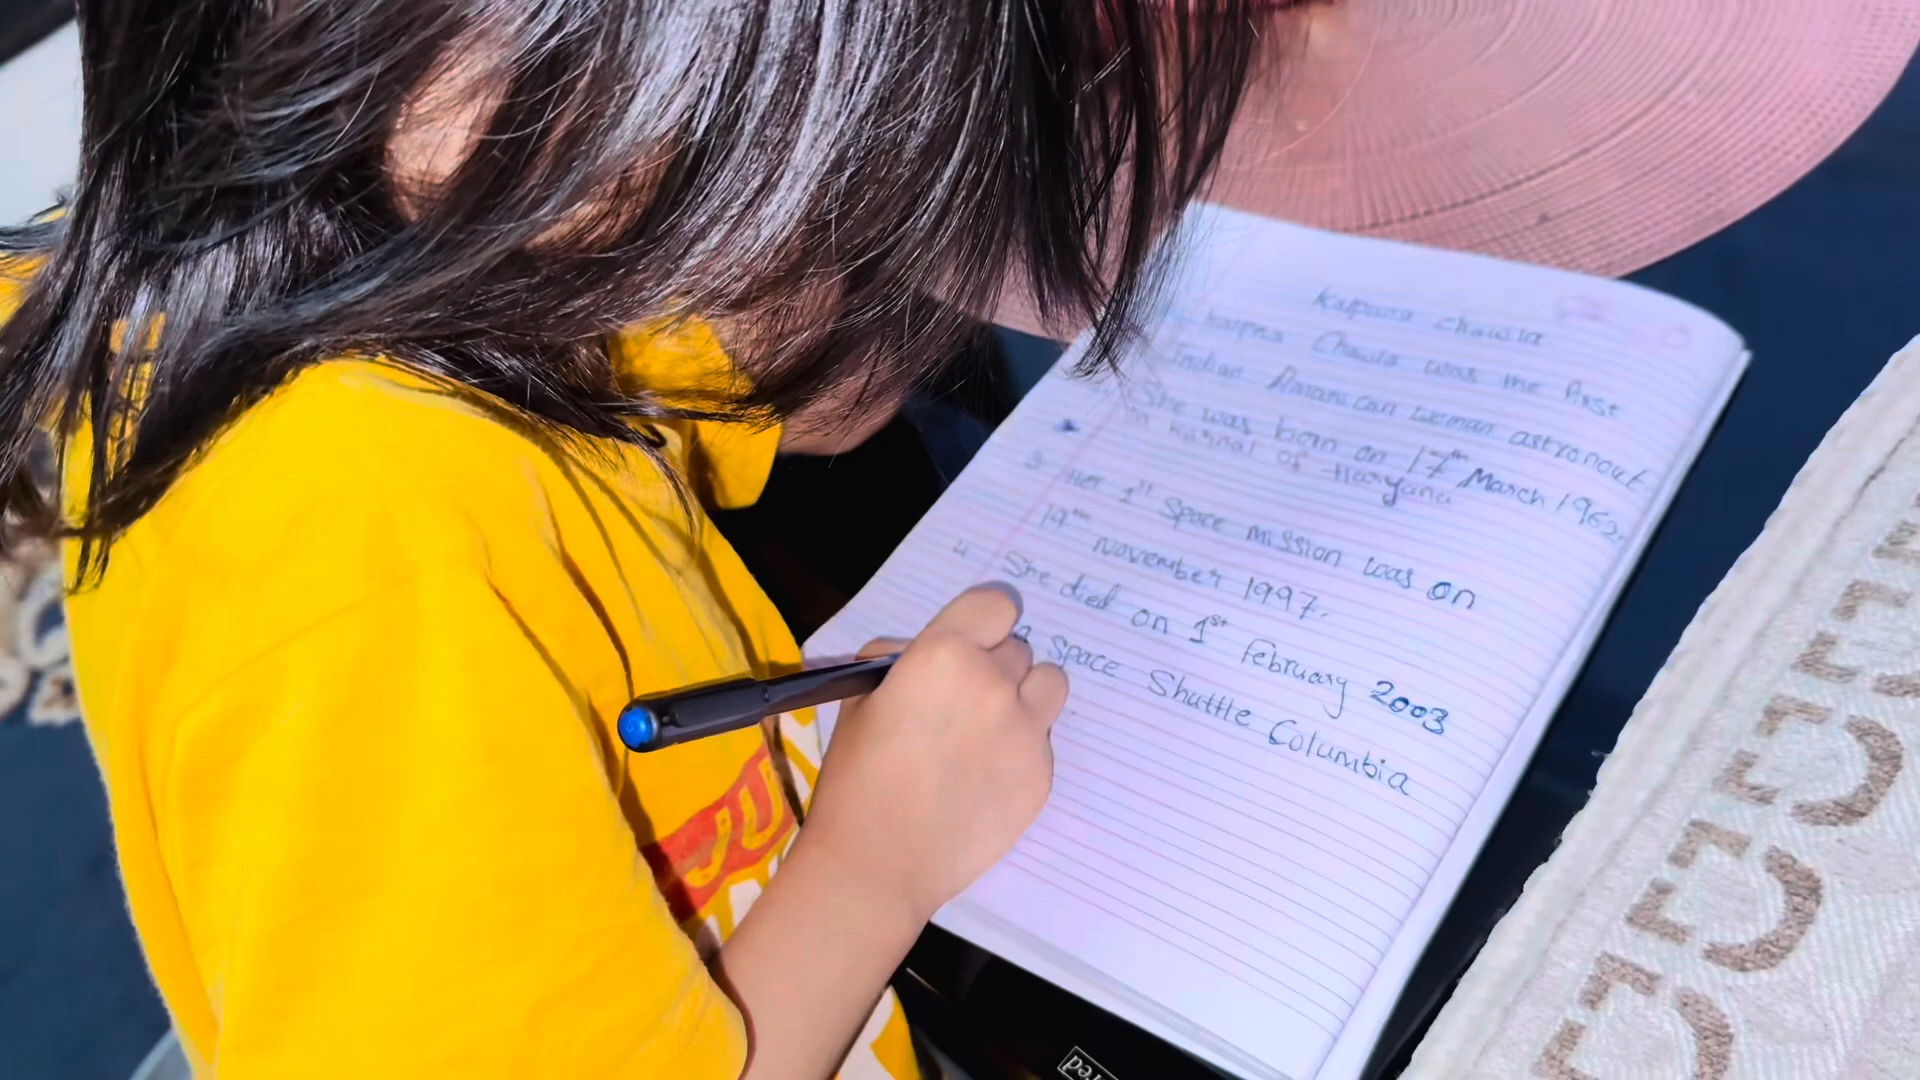 Kalpana Chawla
Kalpna Chawla was the first
Indian American woman astronaut
She was born on 17th March 1962.
in Karnal of Haryana
3 Her 1st Space mission was on
19th November 1997.
4 She died on 1st February 2003
a Space Shuttle Columbia
red